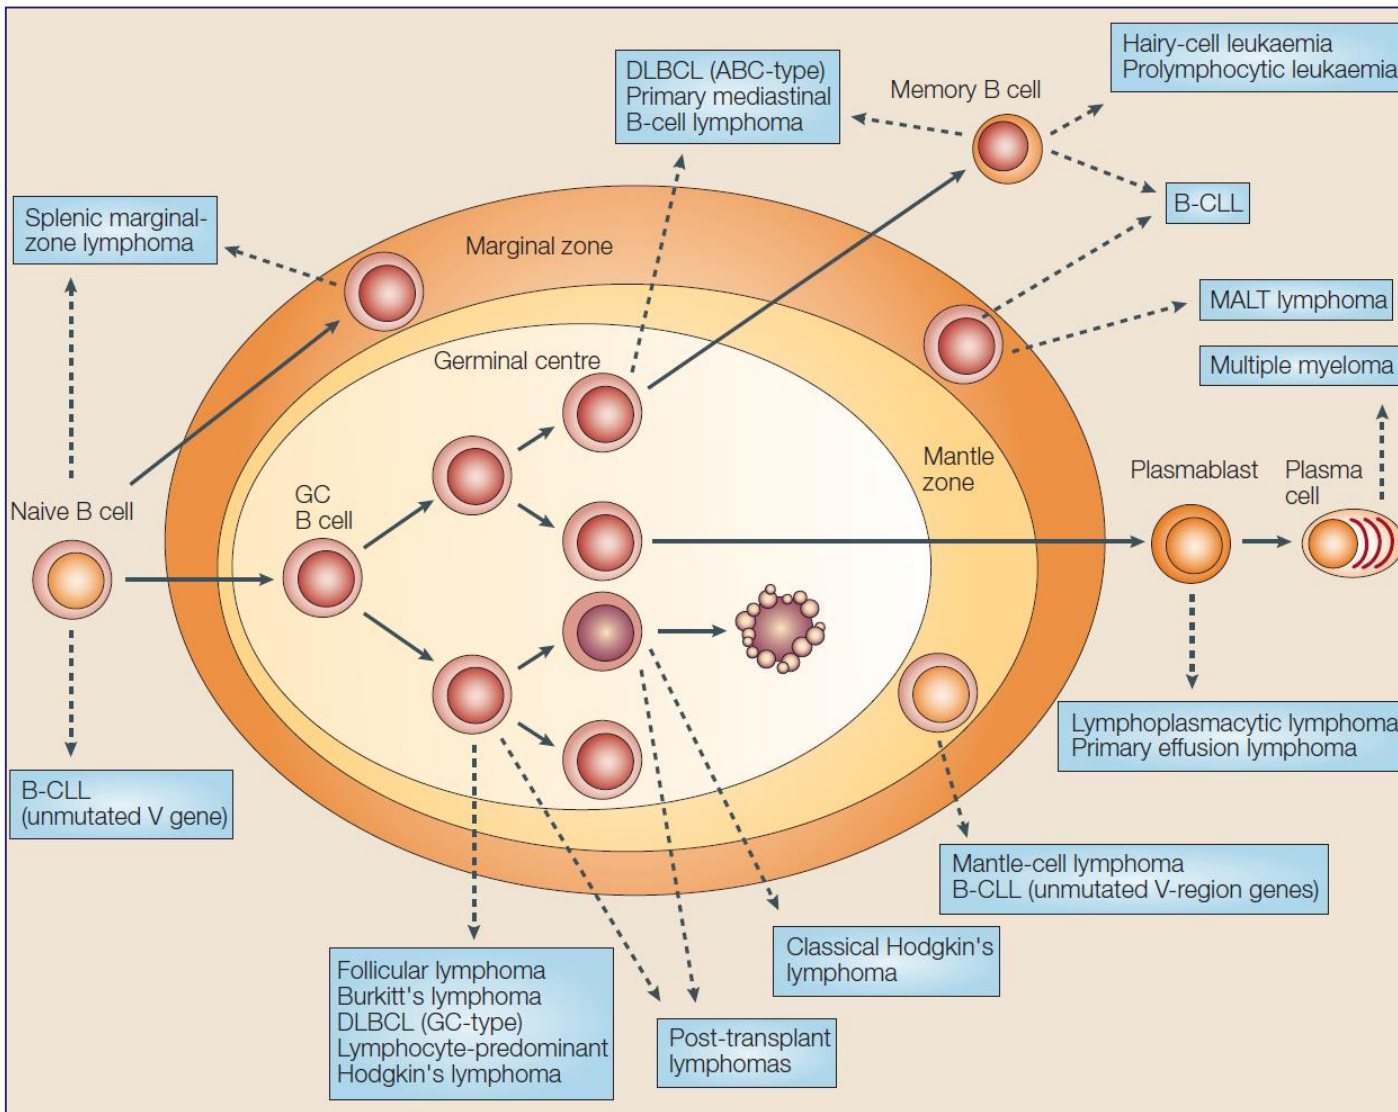 Hairy-cell leukaemia
Prolymphocytic leukaemia
DLBCL (ABC-type)
Primary mediastinal
B-cell lymphoma
Memory B cell
B-CLL
Splenic marginal-
zone lymphoma
Marginal zone
MALT lymphoma
Germinal centre
Multiple myeloma
Mantle
zone
Plasmablast
Plasma
cell
GC
B cell
Naive B cell
Lymphoplasmacytic lymphoma
Primary effusion lymphoma
B-CLL
(unmutated V gene)
Mantle-cell lymphoma
B-CLL (unmutated V-region genes)
Classical Hodgkin's
lymphoma
Follicular lymphoma
Burkitt's lymphoma
DLBCL (GC-type)
Lymphocyte-predominant
Hodgkin's lymphoma
Post-transplant
lymphomas